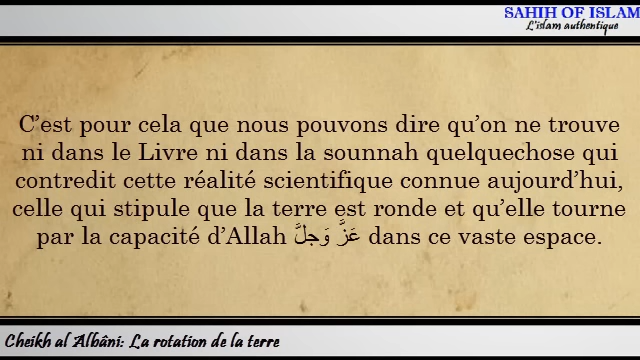 SAHIH OF ISLAM
L'islam authentique
C'est pour cela que nous pouvons dire qu'on ne trouve
ni dans le Livre ni dans la sounnah quelquechose qui
contredit cette réalité scientifique connue aujourd'hui,
celle qui stipule que la terre est ronde et qu'elle tourne
par la capacité d'Allah عَزَّ وَجلَّ dans ce vaste espace.
Cheikh al Albâni: La rotation de la terre